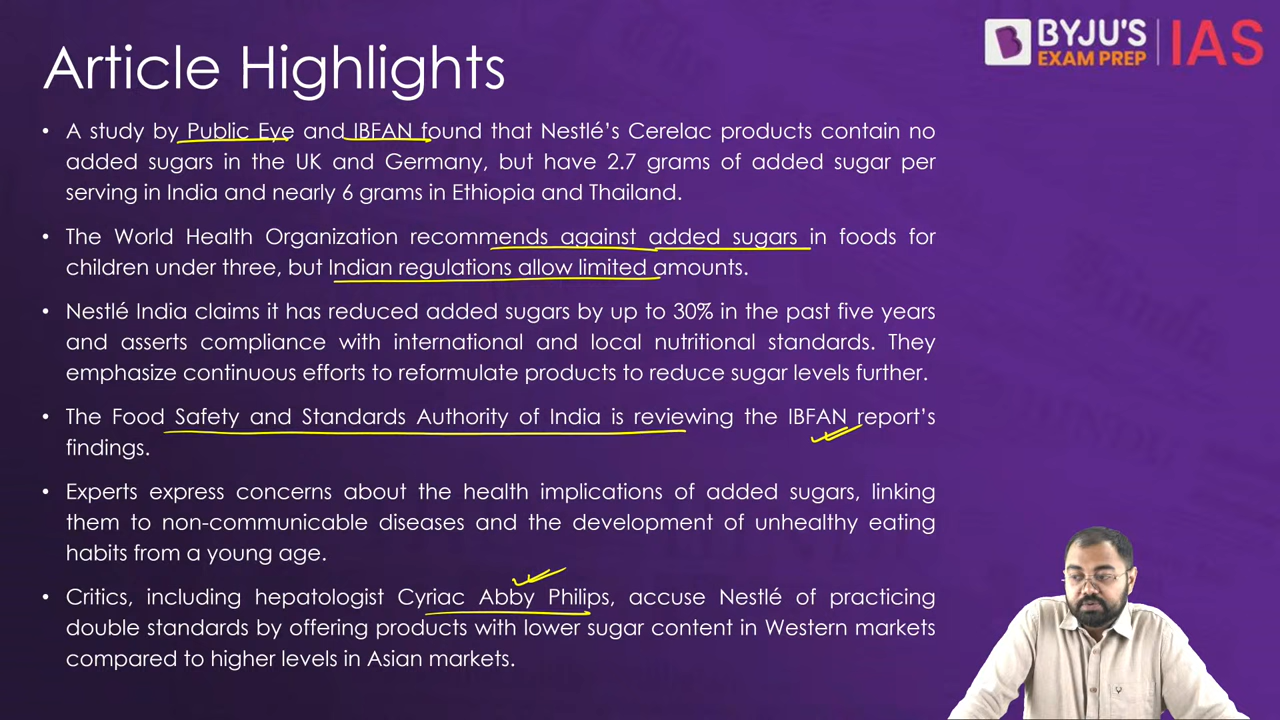 Article Highlights
BYJU'S
EXAM PREP
IAS
• A study by Public Eye and IBFAN found that Nestlé's Cerelac products contain no
added sugars in the UK and Germany, but have 2.7 grams of added sugar per
serving in India and nearly 6 grams in Ethiopia and Thailand.
• The World Health Organization recommends against added sugars in foods for
children under three, but Indian regulations allow limited amounts.
• Nestlé India claims it has reduced added sugars by up to 30% in the past five years
and asserts compliance with international and local nutritional standards. They
emphasize continuous efforts to reformulate products to reduce sugar levels further.
• The Food Safety and Standards Authority of India is reviewing the IBFAN report's
findings.
• Experts express concerns about the health implications of added sugars, linking
them to non-communicable diseases and the development of unhealthy eating
habits from a young age.
• Critics, including hepatologist Cyriac Abby Philips, accuse Nestlé of practicing
double standards by offering products with lower sugar content in Western markets
compared to higher levels in Asian markets.